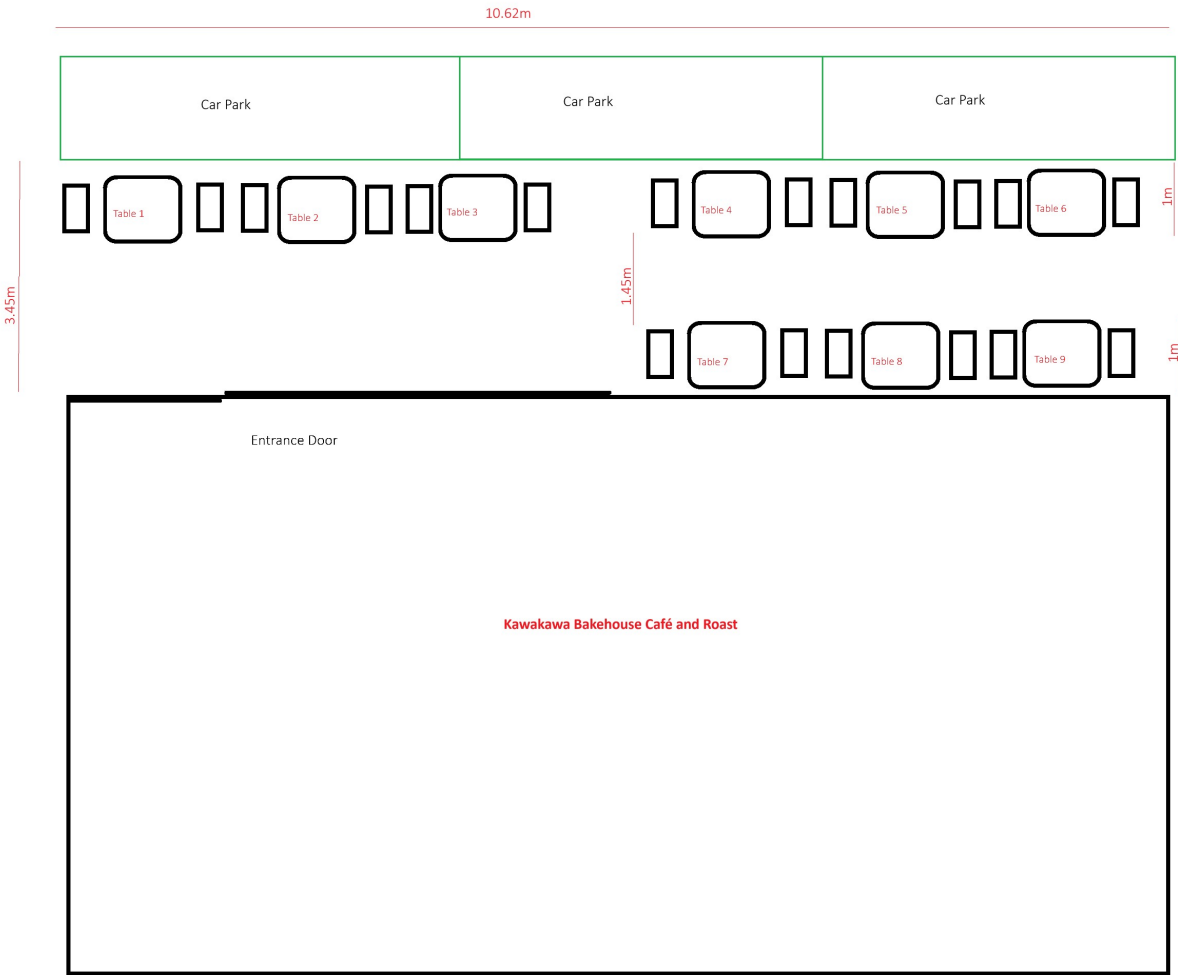 10.62m
Car Park
Car Park
Car Park
Table 1
Table 2
Table 3
Table 4
Table 5
Table 6
1m
3.45m
1.45m
Table 7
Table 8
Table 9
1m
Entrance Door
Kawakawa Bakehouse Café and Roast